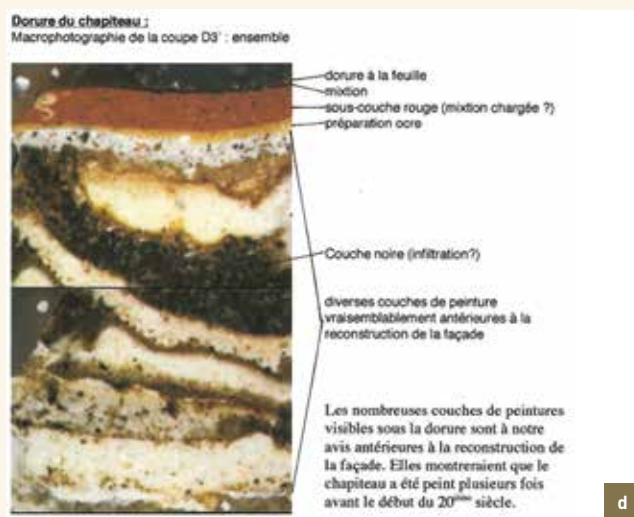 Dorure du chapiteau :
Macrophotographie de la coupe D3' : ensemble
dorure à la feuille
mixtion
sous-couche rouge (mixtion chargée ?)
préparation ocre
Couche noire (infiltration?)
diverses couches de peinture
vraisemblablement antérieures à la
reconstruction de la façade
Les nombreuses couches de peintures
visibles sous la dorure sont à notre
avis antérieures à la reconstruction de
la façade. Elles montreraient que le
chapiteau a été peint plusieurs fois
avant le début du 20ième siècle.
d